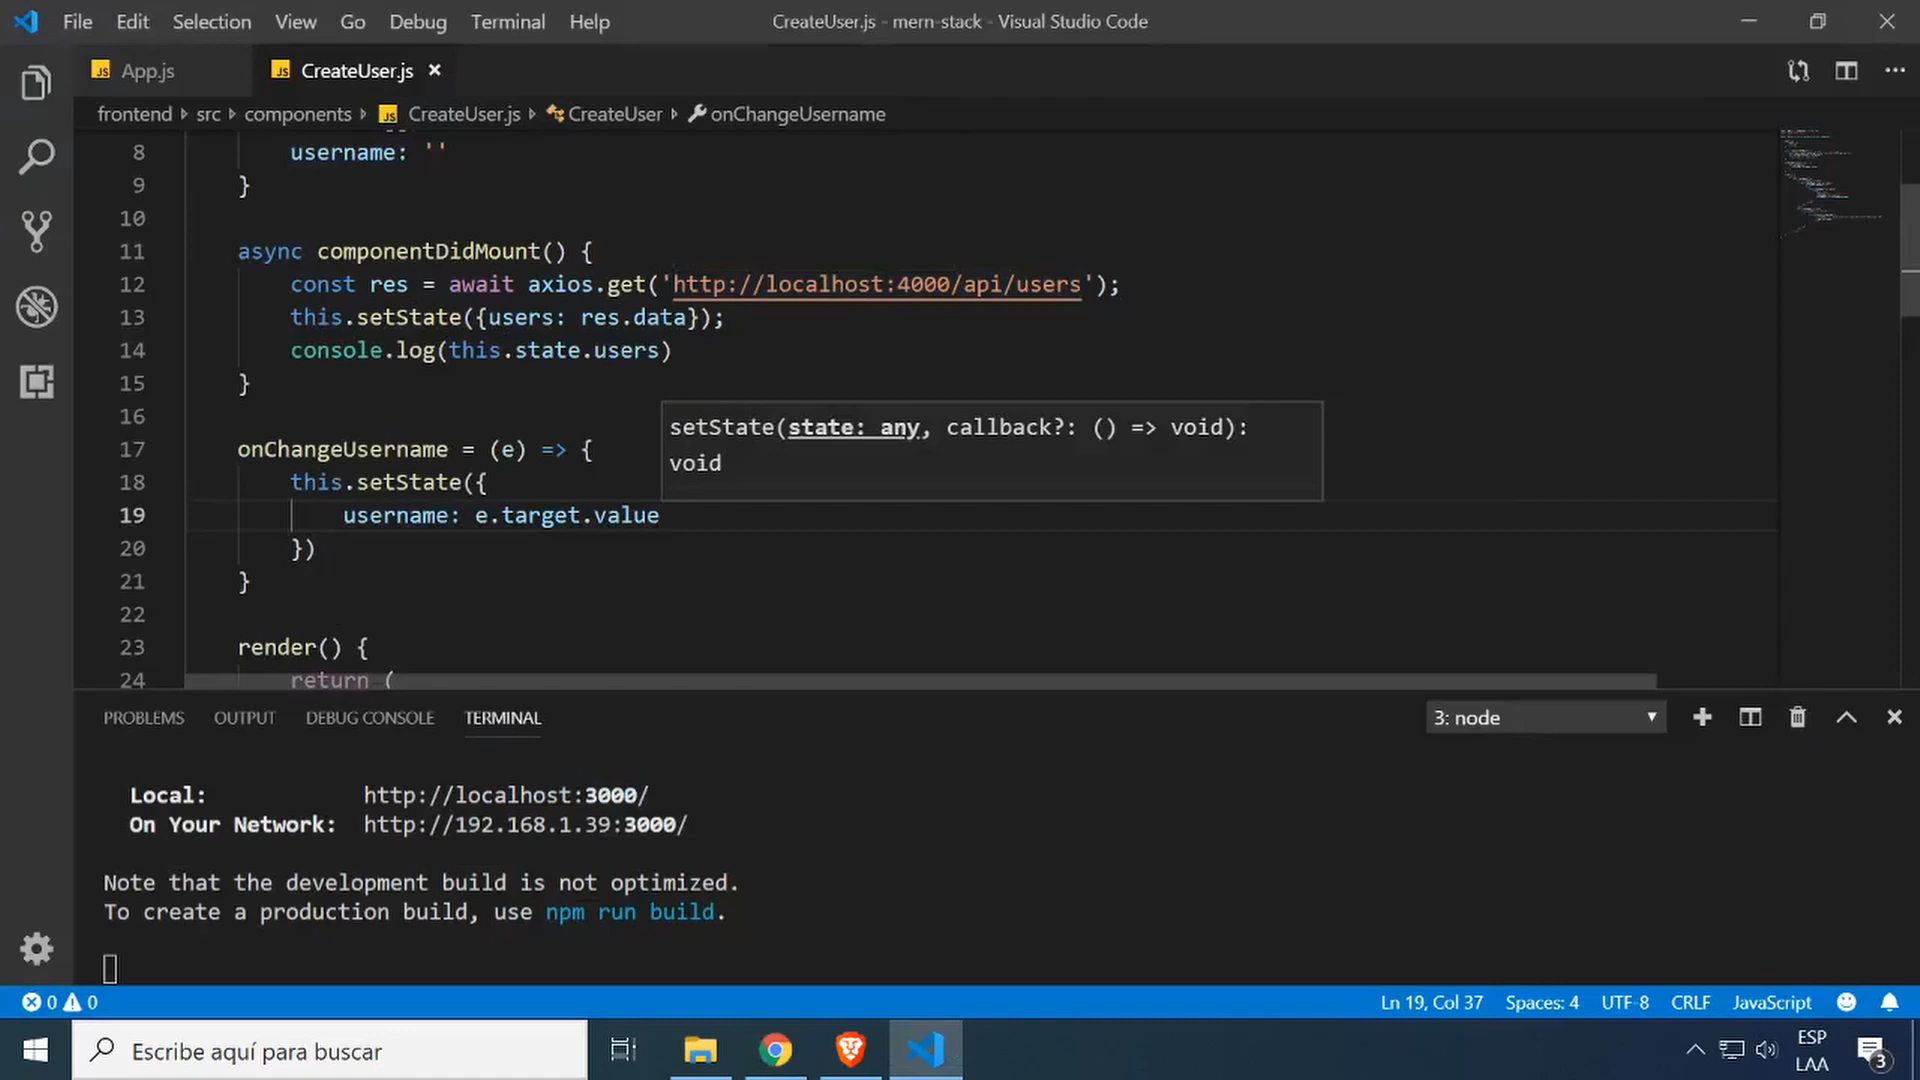 File Edit Selection View Go Debug Terminal Help CreateUser.js - mern-stack - Visual Studio Code
JS App.js JS CreateUser.js
frontend src components JS CreateUser.js CreateUser onChangeUsername
8 username: ''
9 }
10
11 async componentDidMount() {
12 const res = await axios.get('http://localhost:4000/api/users');
13 this.setState({users: res.data});
14 console.log(this.state.users)
15 }
16
setState(state: any, callback?: () => void):
void
17 onChangeUsername = (e) => {
18 this.setState({
19 username: e.target.value
20 })
21 }
22
23 render() {
24 return (
PROBLEMS OUTPUT DEBUG CONSOLE TERMINAL 3: node
Local: http://localhost:3000/
On Your Network: http://192.168.1.39:3000/
Note that the development build is not optimized.
To create a production build, use npm run build.
0 0 Ln 19, Col 37 Spaces: 4 UTF-8 CRLF JavaScript
Escribe aquí para buscar
ESP
LAA
3